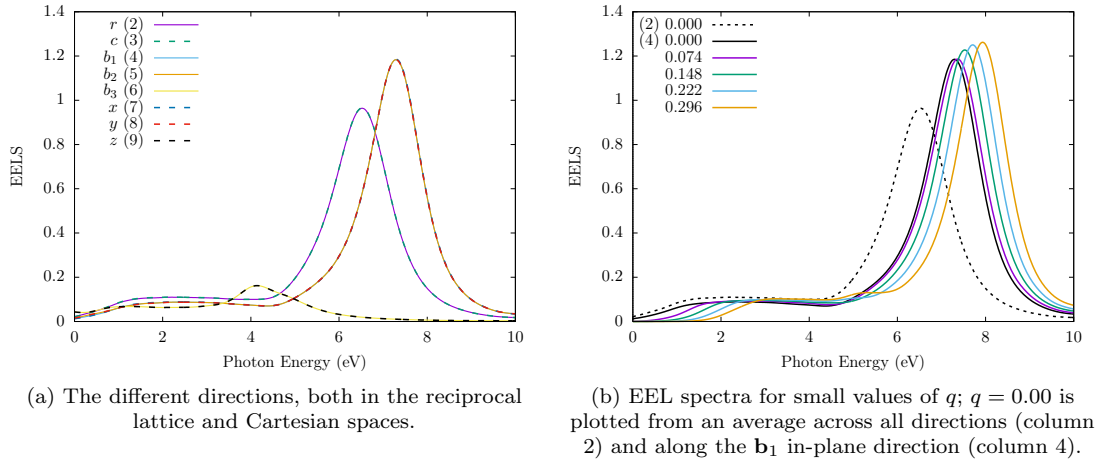 1.4
1.2
1
0.8
0.6
0.4
0.2
0
EELS
r (2)
c (3)
b₁ (4)
b₂ (5)
b₃ (6)
x (7)
y (8)
z (9)
0 2 4 6 8 10
Photon Energy (eV)
(a) The different directions, both in the reciprocal
lattice and Cartesian spaces.
1.4
1.2
1
0.8
0.6
0.4
0.2
0
EELS
(2) 0.000
(4) 0.000
0.074
0.148
0.222
0.296
0 2 4 6 8 10
Photon Energy (eV)
(b) EEL spectra for small values of q; q = 0.00 is
plotted from an average across all directions (column
2) and along the b₁ in-plane direction (column 4).